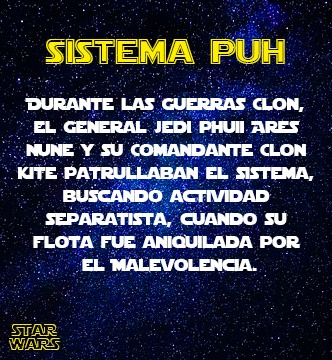 SISTEMA PUH
DURANTE LAS GUERRAS CLON,
EL GENERAL JEDI PHUII ARES
NUNE Y SU COMANDANTE CLON
KITE PATRULLABAN EL SISTEMA,
BUSCANDO ACTIVIDAD
SEPARATISTA, CUANDO SU
FLOTA FUE ANIQUILADA POR
EL MALEVOLENCIA.
STAR
WARS